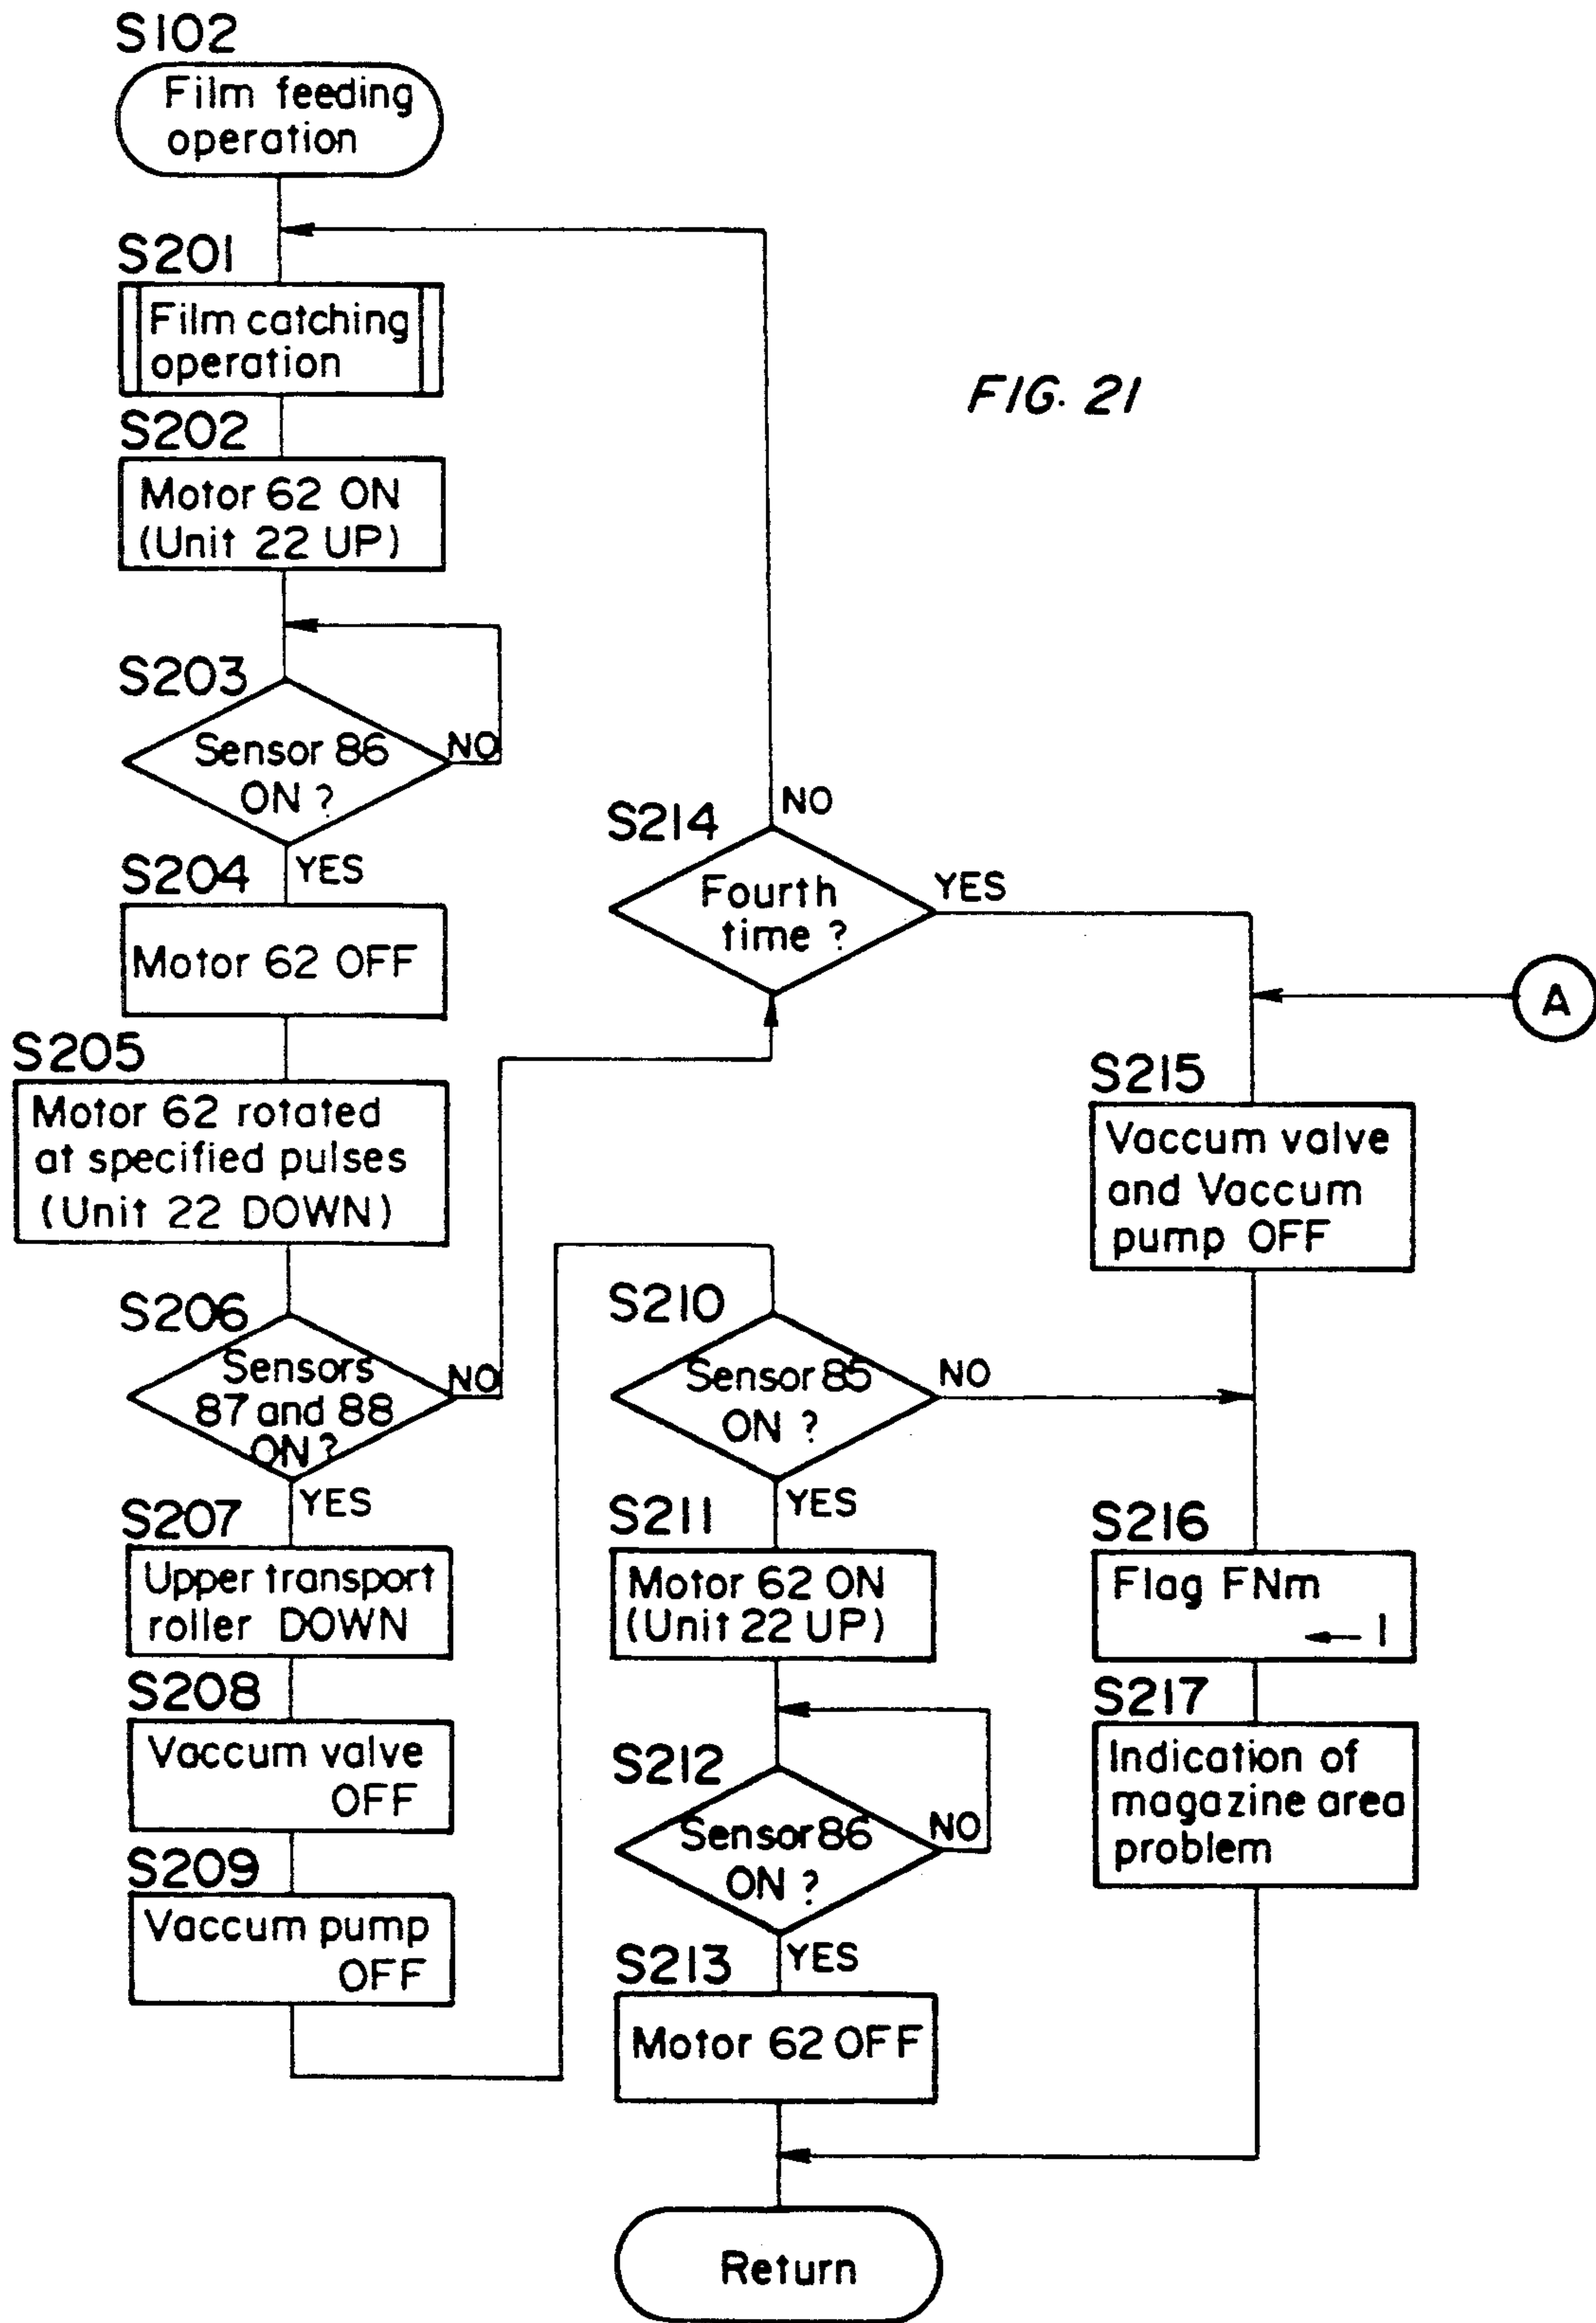 S102
Film feeding
operation
S201
Film catching
operation
S202
Motor 62 ON
(Unit 22 UP)
S203
Sensor 86
ON ?
NO
YES
S204
Motor 62 OFF
S205
Motor 62 rotated
at specified pulses
(Unit 22 DOWN)
S206
Sensors
87 and 88
ON ?
NO
YES
S207
Upper transport
roller DOWN
S208
Vaccum valve
OFF
S209
Vaccum pump
OFF
FIG. 21
S214
Fourth
time ?
NO
YES
S210
Sensor 85
ON ?
NO
YES
S211
Motor 62 ON
(Unit 22 UP)
S212
Sensor 86
ON ?
NO
YES
S213
Motor 62 OFF
Return
A
S215
Vaccum valve
and Vaccum
pump OFF
S216
Flag FNm
← 1
S217
Indication of
magazine area
problem